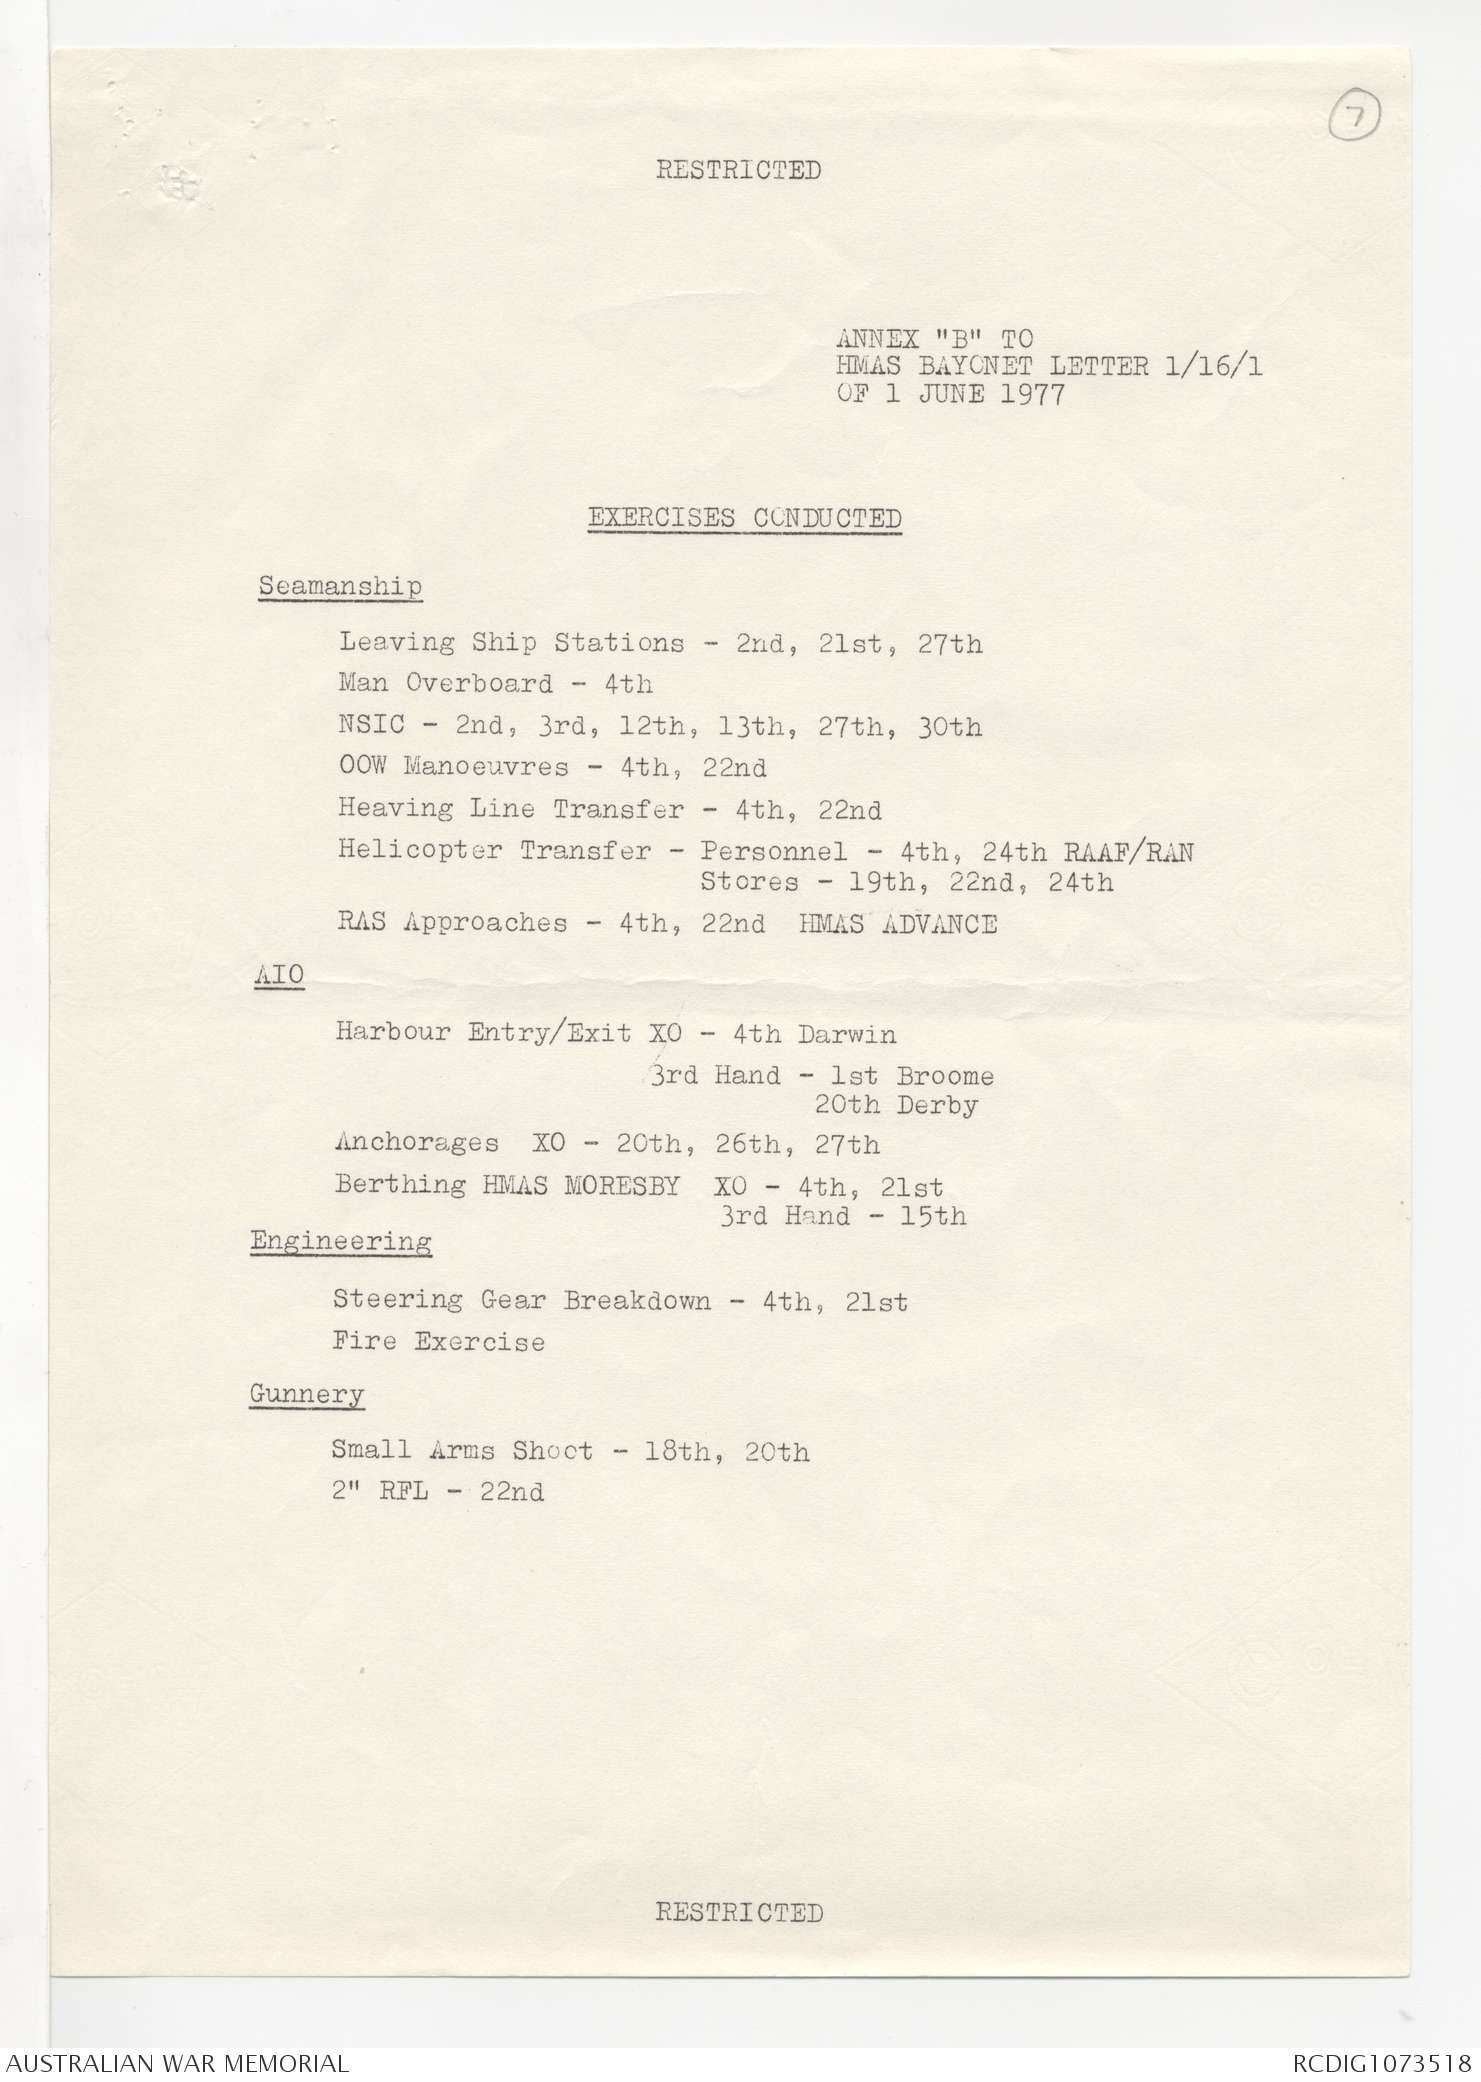 7
RESTRICTED
ANNEX "B" TO
HMAS BAYONET LETTER 1/16/1
OF 1 JUNE 1977
EXERCISES CONDUCTED
Seamanship
Leaving Ship Stations - 2nd, 21st, 27th
Man Overboard - 4th
NSIC - 2nd, 3rd, 12th, 13th, 27th, 30th
OOW Manoeuvres - 4th, 22nd
Heaving Line Transfer - 4th, 22nd
Helicopter Transfer - Personnel - 4th, 24th RAAF/RAN
Stores - 19th, 22nd, 24th
RAS Approaches - 4th, 22nd HMAS ADVANCE
AIO
Harbour Entry/Exit XO - 4th Darwin
3rd Hand - 1st Broome
20th Derby
Anchorages XO - 20th, 26th, 27th
Berthing HMAS MORESBY XO - 4th, 21st
3rd Hand - 15th
Engineering
Steering Gear Breakdown - 4th, 21st
Fire Exercise
Gunnery
Small Arms Shoot - 18th, 20th
2" RFL - 22nd
RESTRICTED
AUSTRALIAN WAR MEMORIAL
RCDIG1073518